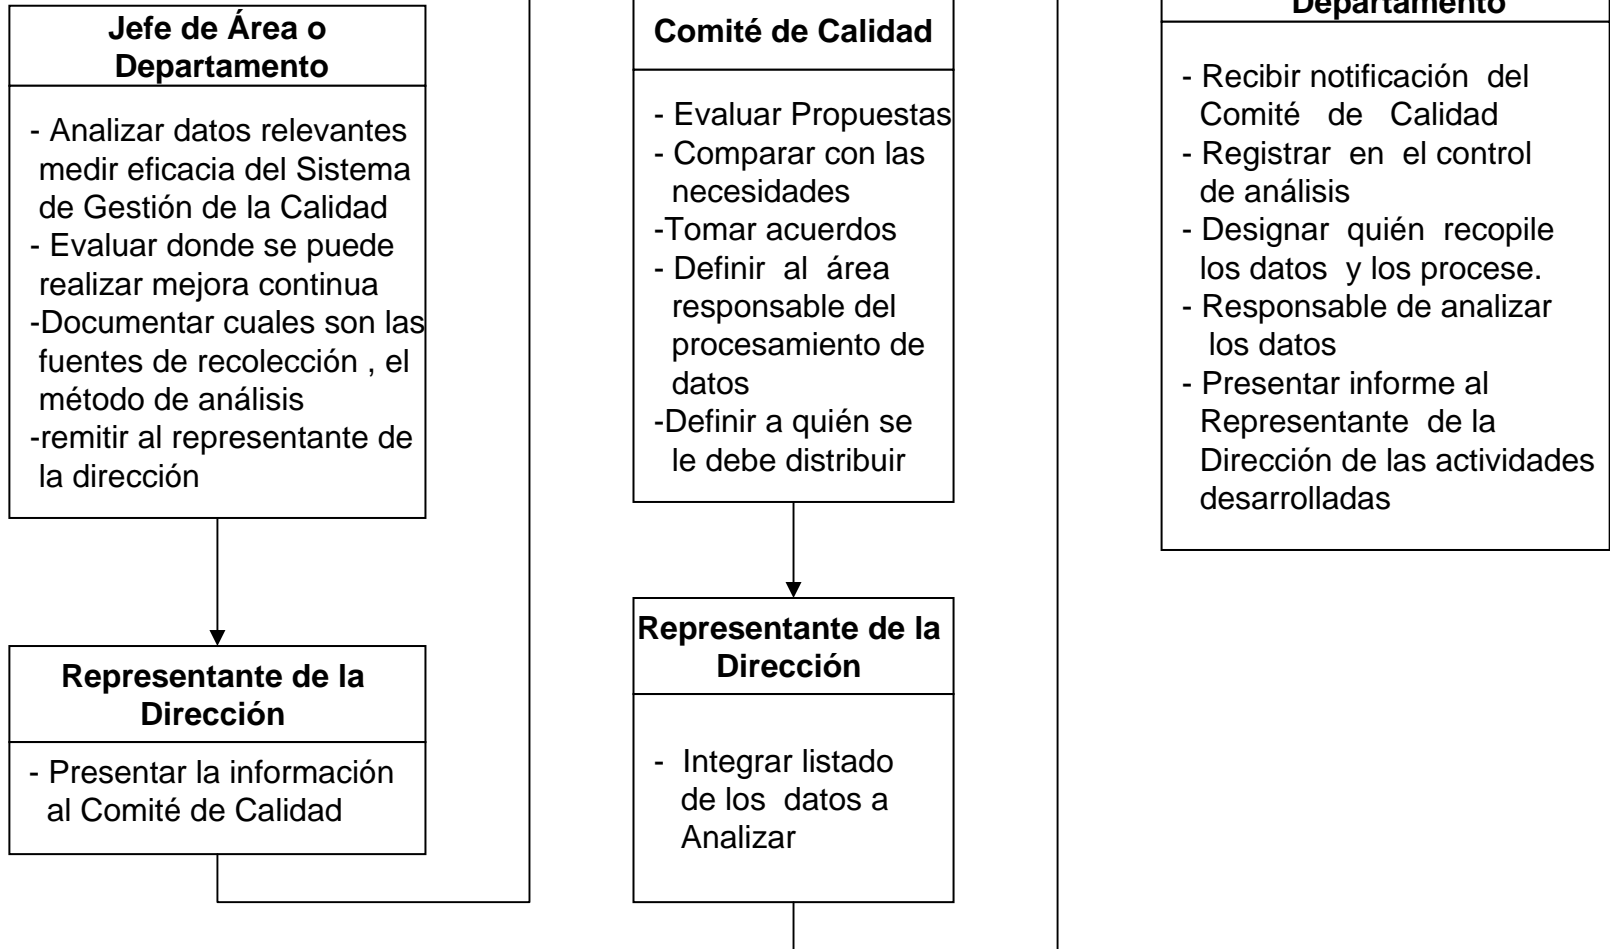 Jefe de Área o
Departamento
- Analizar datos relevantes
medir eficacia del Sistema
de Gestión de la Calidad
- Evaluar donde se puede
realizar mejora continua
-Documentar cuales son las
fuentes de recolección , el
método de análisis
-remitir al representante de
la dirección
Representante de la
Dirección
- Presentar la información
al Comité de Calidad
Comité de Calidad
- Evaluar Propuestas
- Comparar con las
necesidades
-Tomar acuerdos
- Definir al área
responsable del
procesamiento de
datos
-Definir a quién se
le debe distribuir
Representante de la
Dirección
- Integrar listado
de los datos a
Analizar
Departamento
- Recibir notificación del
Comité de Calidad
- Registrar en el control
de análisis
- Designar quién recopile
los datos y los procese.
- Responsable de analizar
los datos
- Presentar informe al
Representante de la
Dirección de las actividades
desarrolladas